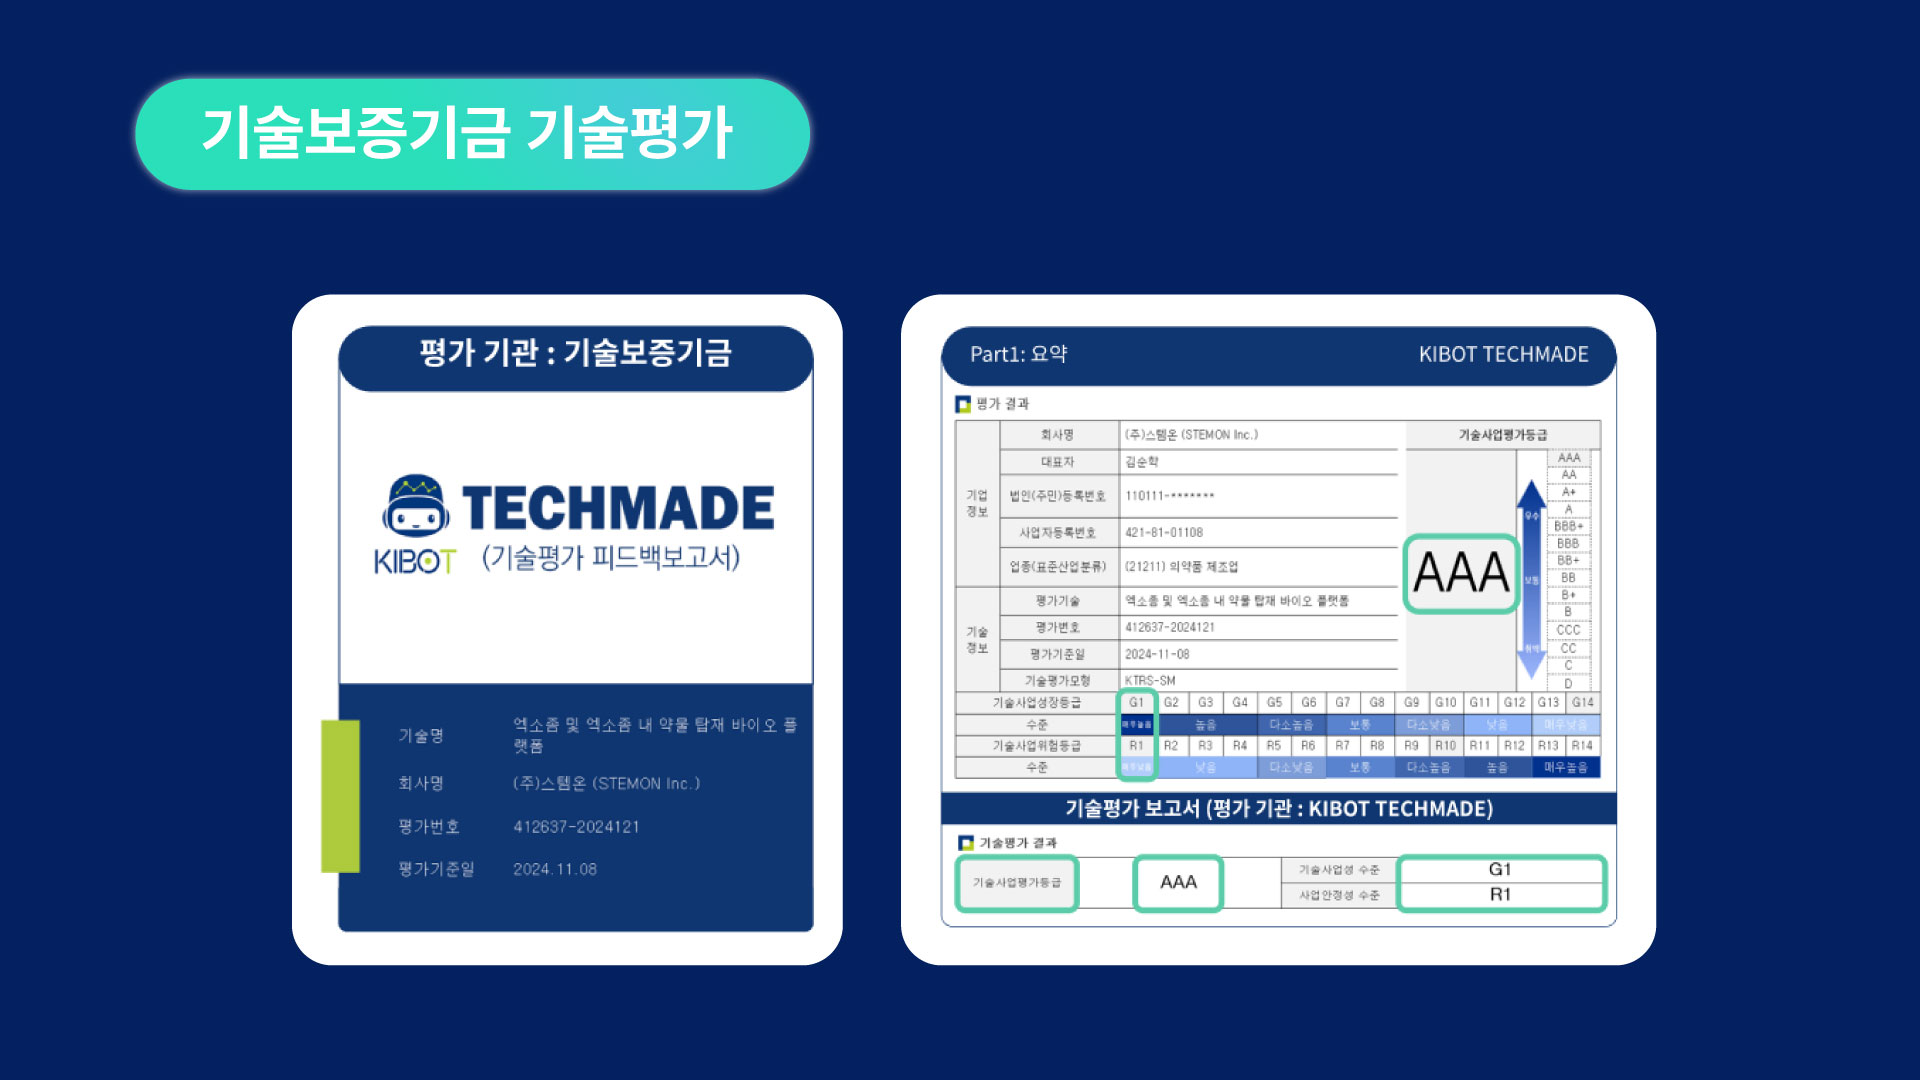 기술보증기금 기술평가
평가 기관 : 기술보증기금
TECHMADE
KIBOT
(기술평가 피드백보고서)
기술명
엑소좀 및 엑소좀 내 약물 탑재 바이오 플
랫폼
회사명
(주)스템온 (STEMON Inc.)
평가번호
412637-2024121
평가기준일
2024.11.08
Part1: 요약
KIBOT TECHMADE
평가 결과
기업
정보
회사명
(주)스템온 (STEMON Inc.)
대표자
김순학
법인(주민)등록번호
110111-*******
사업자등록번호
421-81-01108
업종(표준산업분류)
(21211) 의약품 제조업
기술
정보
평가기술
엑소좀 및 엑소좀 내 약물 탑재 바이오 플랫폼
평가번호
412637-2024121
평가기준일
2024-11-08
기술평가모형
KTRS-SM
기술사업평가등급
AAA
우수
보통
취약
AAA
AA
A+
A
BBB+
BBB
BB+
BB
B+
B
CCC
CC
C
D
기술사업성장등급 G1 G2 G3 G4 G5 G6 G7 G8 G9 G10 G11 G12 G13 G14
수준 매우높음 높음 다소높음 보통 다소낮음 낮음 매우낮음
기술사업위험등급 R1 R2 R3 R4 R5 R6 R7 R8 R9 R10 R11 R12 R13 R14
수준 매우낮음 낮음 다소낮음 보통 다소높음 높음 매우높음
기술평가 보고서 (평가 기관 : KIBOT TECHMADE)
기술평가 결과
기술사업평가등급
AAA
기술사업성 수준
G1
사업안정성 수준
R1